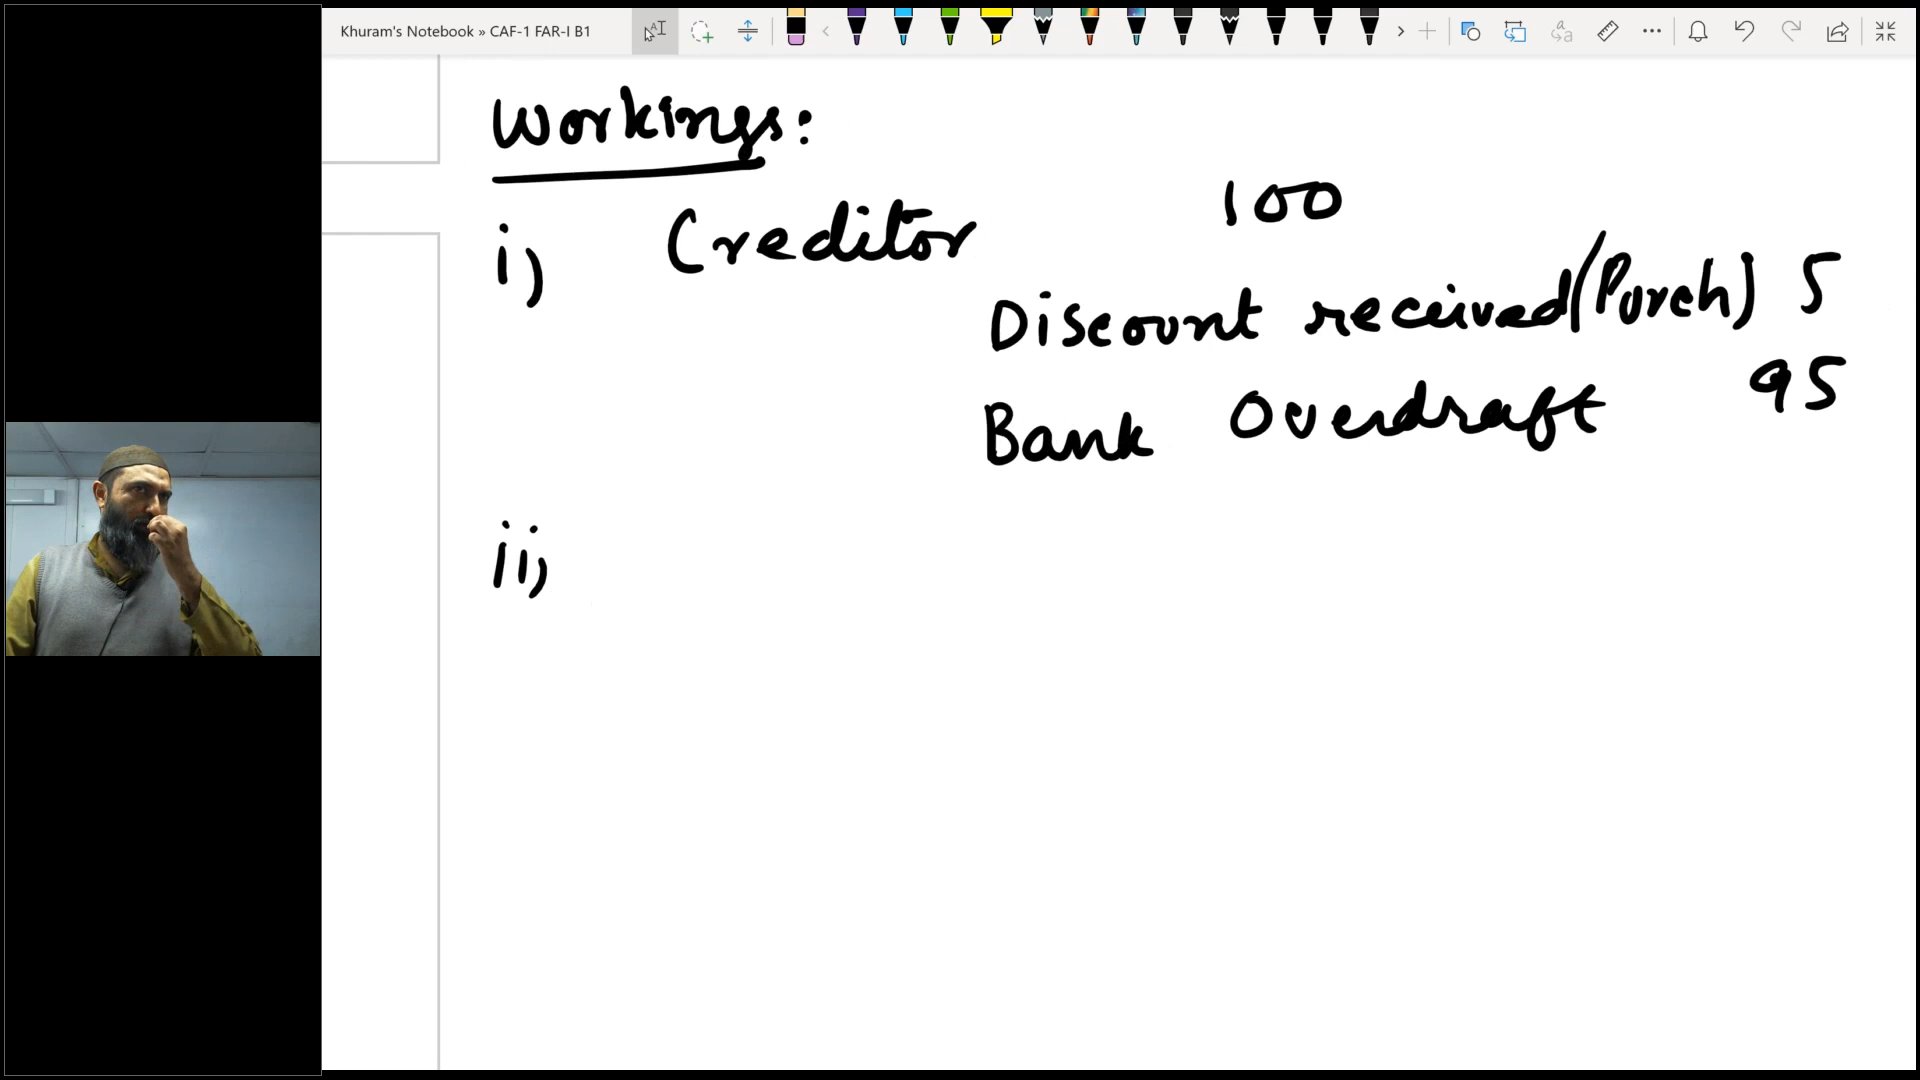 Khuram's Notebook » CAF-1 FAR-I B1
Workings:
i) Creditor 100
Discount received (Purch) 5
Bank Overdraft 95
ii)